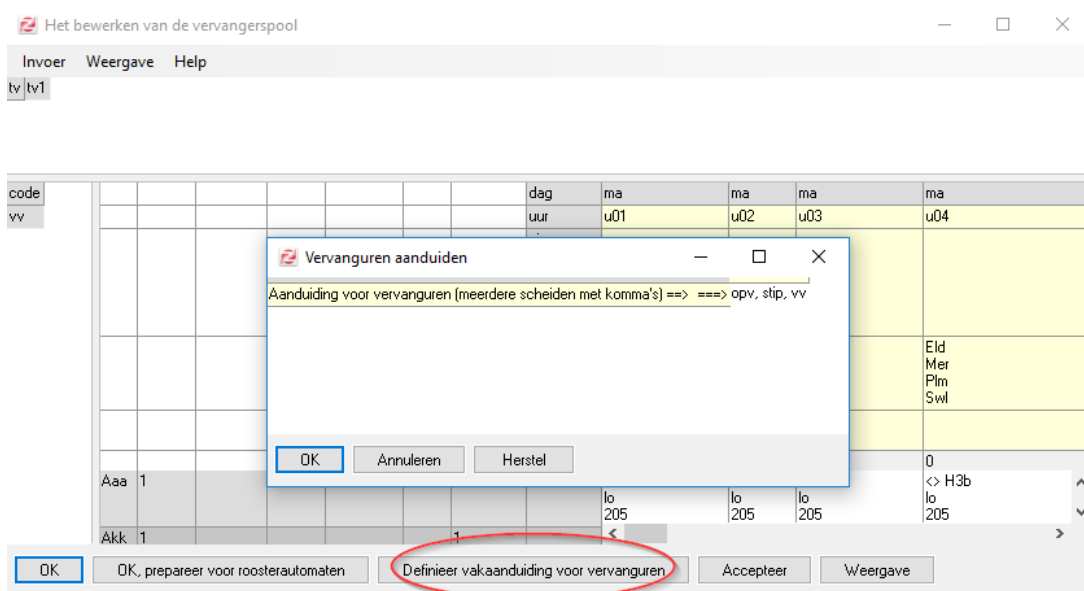 Het bewerken van de vervangerspool
Invoer Weergave Help
tv tv1
code dag ma ma ma ma
vv uur u01 u02 u03 u04
Vervanguren aanduiden
Aanduiding voor vervanguren (meerdere scheiden met komma's) ==> ===> opv, stip, vv
Eld
Mer
Plm
Swl
OK Annuleren Herstel
0
Aaa 1 <> H3b
lo lo lo lo
205 205 205 205
Akk 1 1
OK OK, prepareer voor roosterautomaten Definieer vakaanduiding voor vervanguren Accepteer Weergave